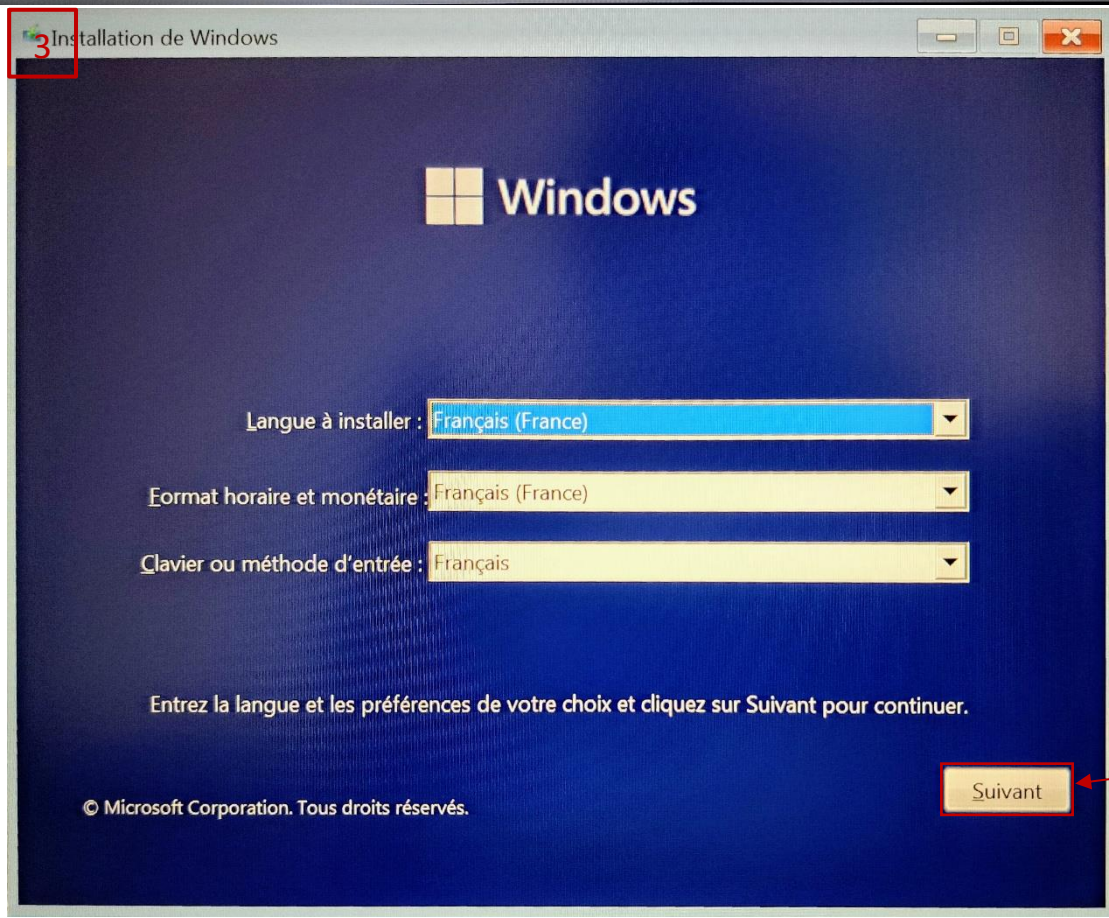 3
Installation de Windows
Windows
Langue à installer : Français (France)
Format horaire et monétaire : Français (France)
Clavier ou méthode d'entrée : Français
Entrez la langue et les préférences de votre choix et cliquez sur Suivant pour continuer.
Suivant
© Microsoft Corporation. Tous droits réservés.